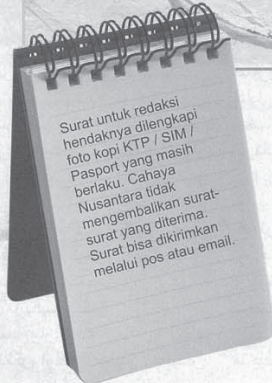 Surat untuk redaksi
hendaknya dilengkapi
foto kopi KTP / SIM /
Pasport yang masih
berlaku. Cahaya
Nusantara tidak
mengembalikan surat-
surat yang diterima.
Surat bisa dikirimkan
melalui pos atau email.